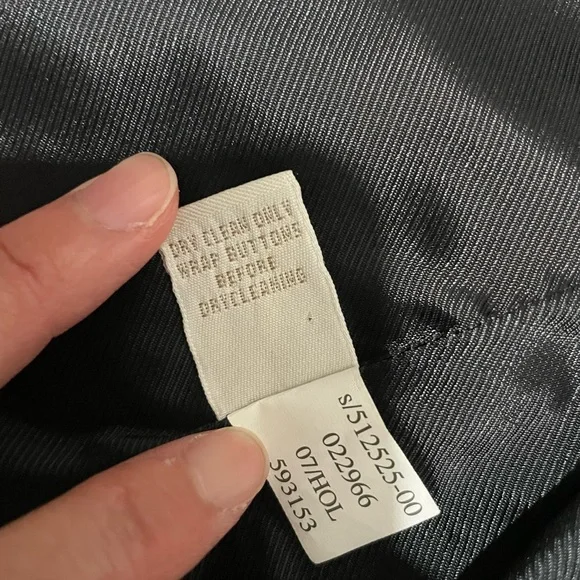 DRY CLEAN ONLY
WRAP BUTTONS
BEFORE
DRYCLEANING
s/512525-00
022966
07/HOL
593153